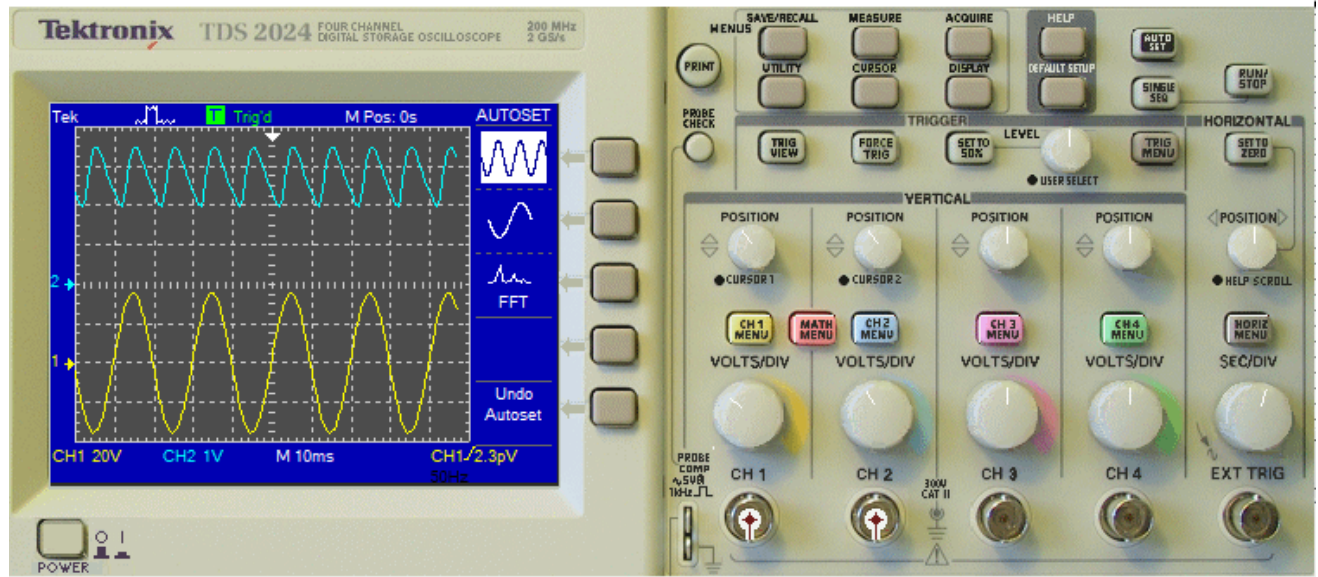 Tektronix TDS 2024 FOUR CHANNEL DIGITAL STORAGE OSCILLOSCOPE 200 MHz 2 GS/s
Tek T Trig'd M Pos: 0s AUTOSET
FFT
2
1
Undo
Autoset
CH1 20V CH2 1V M 10ms CH1 2.3pV
50Hz
POWER
MENUS
SAVE/RECALL MEASURE ACQUIRE HELP
PRINT
UTILITY CURSOR DISPLAY DEFAULT SETUP
AUTO SET
SINGLE SEQ
RUN/STOP
PROBE CHECK
TRIGGER
TRIG VIEW
FORCE TRIG
SET TO 50%
LEVEL
USER SELECT
TRIG MENU
HORIZONTAL
SET TO ZERO
VERTICAL
POSITION POSITION POSITION POSITION POSITION
CURSOR 1 CURSOR 2 HELP SCROLL
CH 1 MENU
MATH MENU
CH 2 MENU
CH 3 MENU
CH 4 MENU
HORIZ MENU
VOLTS/DIV VOLTS/DIV VOLTS/DIV VOLTS/DIV SEC/DIV
PROBE COMP
~5V@
1kHz
CH 1 CH 2 CH 3 CH 4 EXT TRIG
300V
CAT II